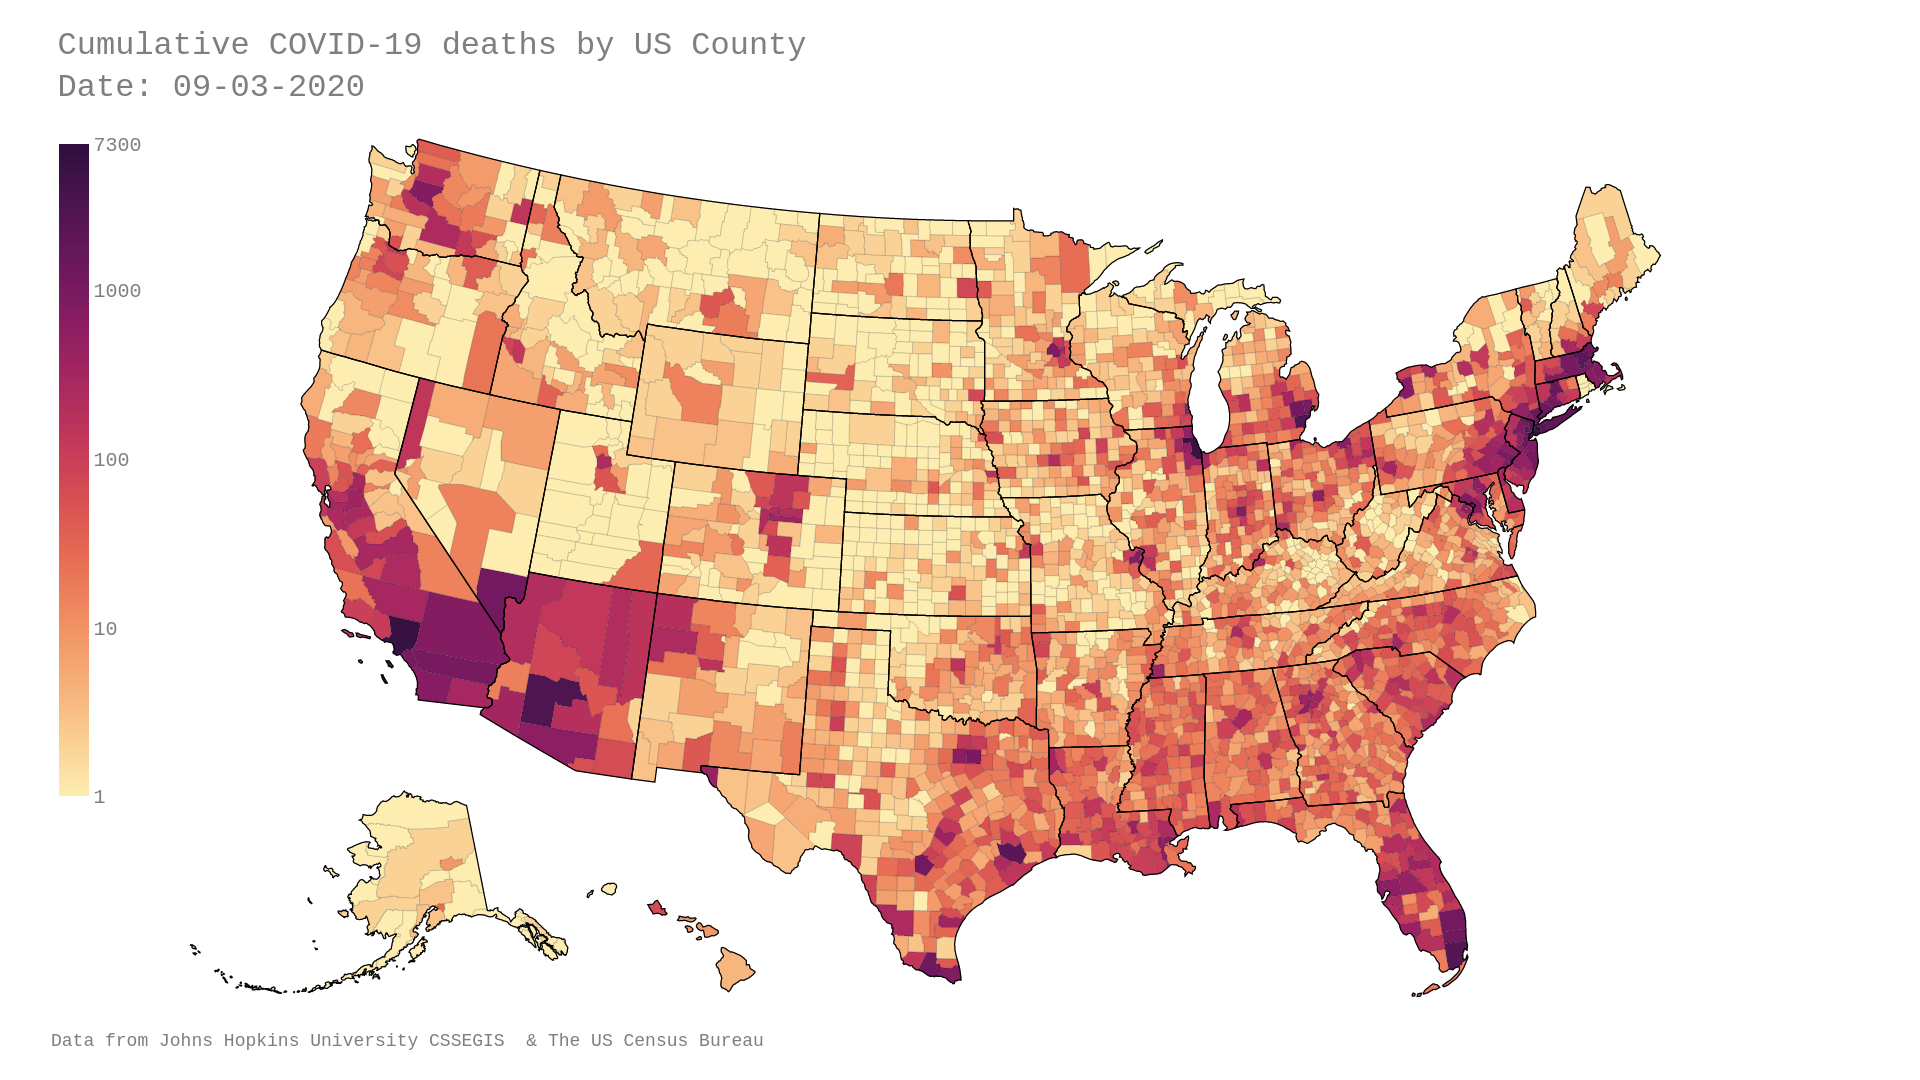 Cumulative COVID-19 deaths by US County
Date: 09-03-2020
7300
1000
100
10
1
Data from Johns Hopkins University CSSEGIS  & The US Census Bureau